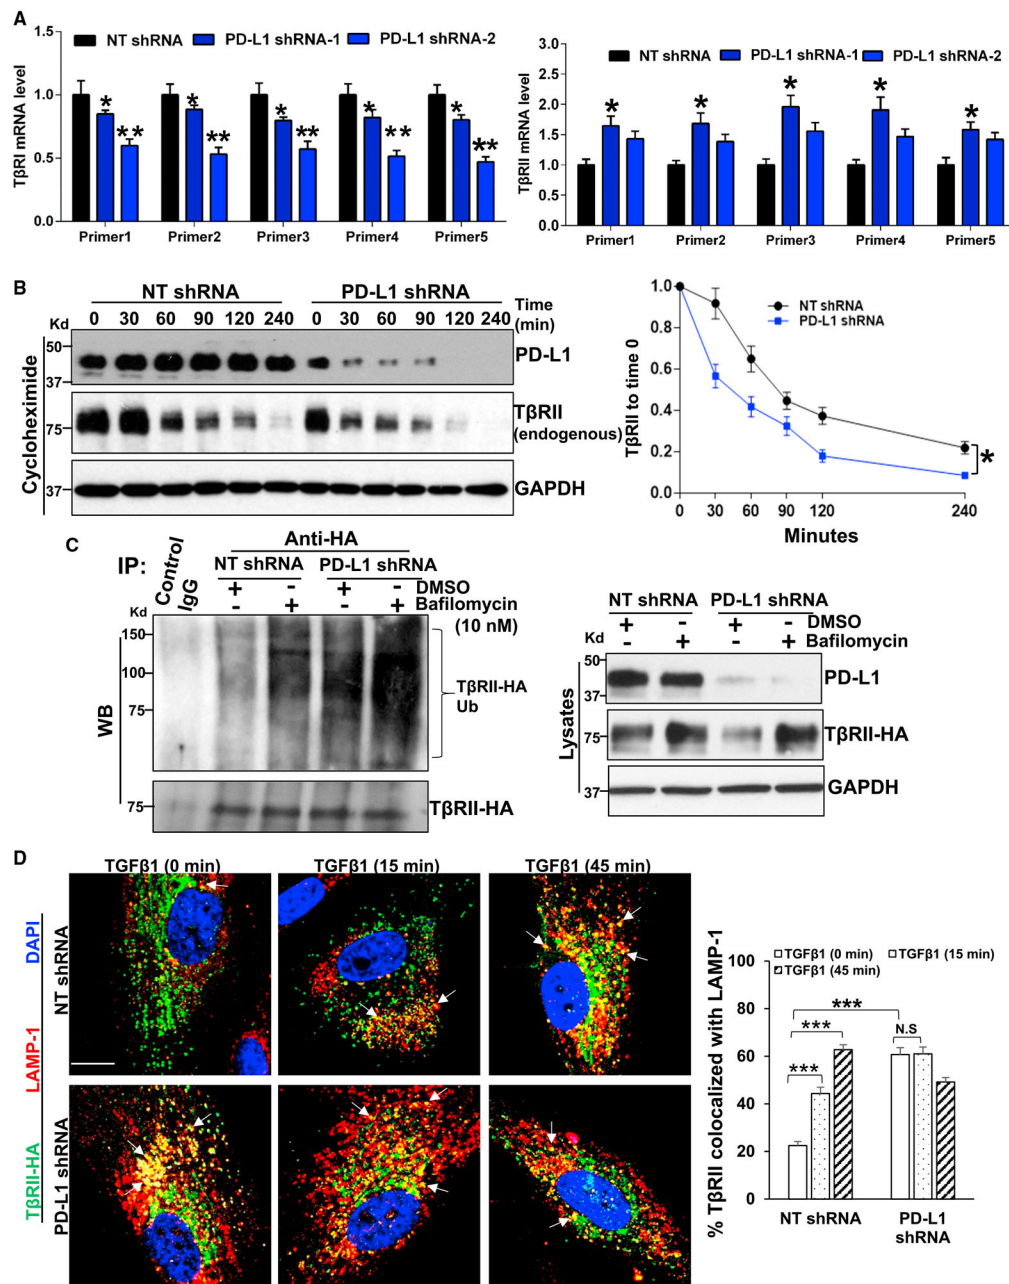 A
1.5
1.0
0.5
0.0
TβRI mRNA level
NT shRNA PD-L1 shRNA-1 PD-L1 shRNA-2
* ** * ** * ** * ** * **
Primer1 Primer2 Primer3 Primer4 Primer5
3.0
2.5
2.0
1.5
1.0
0.5
0.0
TβRII mRNA level
NT shRNA PD-L1 shRNA-1 PD-L1 shRNA-2
* * * * *
Primer1 Primer2 Primer3 Primer4 Primer5
B
NT shRNA PD-L1 shRNA Time
Kd 0 30 60 90 120 240 0 30 60 90 120 240 (min)
50
37
PD-L1
75
TβRII
(endogenous)
37
GAPDH
Cycloheximide
1.0
0.8
0.6
0.4
0.2
0.0
TβRII to time 0
NT shRNA
PD-L1 shRNA
*
0 30 60 90 120 240
Minutes
C
Anti-HA
IP: Control IgG NT shRNA PD-L1 shRNA
+ - + - DMSO
Kd - + - + Bafilomycin
(10 nM)
150
100
75
TβRII-HA
Ub
75
TβRII-HA
WB
NT shRNA PD-L1 shRNA
+ - + - DMSO
Kd - + - + Bafilomycin
50
37
PD-L1
75
TβRII-HA
37
GAPDH
Lysates
D
TGFβ1 (0 min) TGFβ1 (15 min) TGFβ1 (45 min)
TβRII-HA LAMP-1 DAPI
NT shRNA
PD-L1 shRNA
TGFβ1 (0 min) TGFβ1 (15 min)
TGFβ1 (45 min)
100
80
60
40
20
0
% TβRII colocalized with LAMP-1
***
***
***
N.S
NT shRNA PD-L1
shRNA